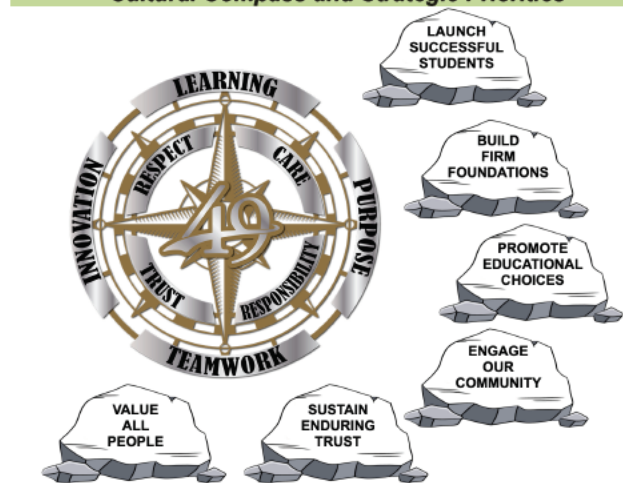 Cultural Compass and Strategic Priorities
LEARNING
INNOVATION
PURPOSE
TEAMWORK
RESPECT
CARE
TRUST
RESPONSIBILITY
49
LAUNCH
SUCCESSFUL
STUDENTS
BUILD
FIRM
FOUNDATIONS
PROMOTE
EDUCATIONAL
CHOICES
ENGAGE
OUR
COMMUNITY
VALUE
ALL
PEOPLE
SUSTAIN
ENDURING
TRUST